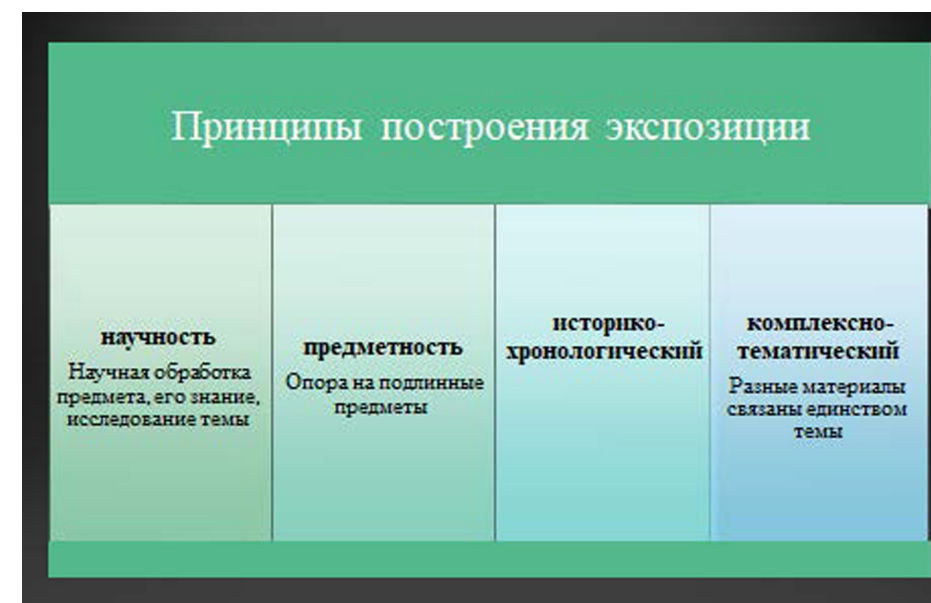 Принципы построения экспозиции
научность
Научная обработка
предмета, его знание,
исследование темы
предметность
Опора на подлинные
предметы
историко-
хронологический
комплексно-
тематический
Разные материалы
связаны единством
темы